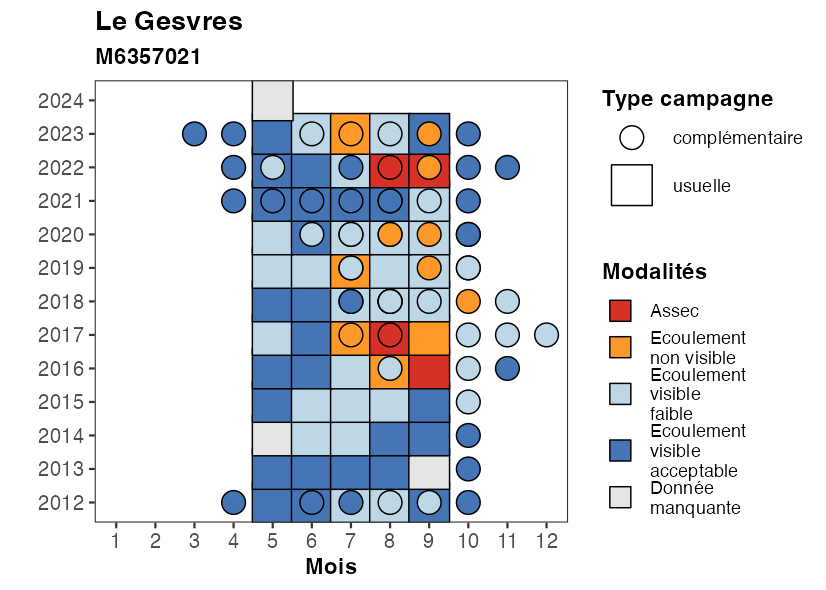 Le Gesvres
M6357021
2024
2023
2022
2021
2020
2019
2018
2017
2016
2015
2014
2013
2012
1 2 3 4 5 6 7 8 9 10 11 12
Mois
Type campagne
complémentaire
usuelle
Modalités
Assec
Ecoulement
non visible
Ecoulement
visible
faible
Ecoulement
visible
acceptable
Donnée
manquante